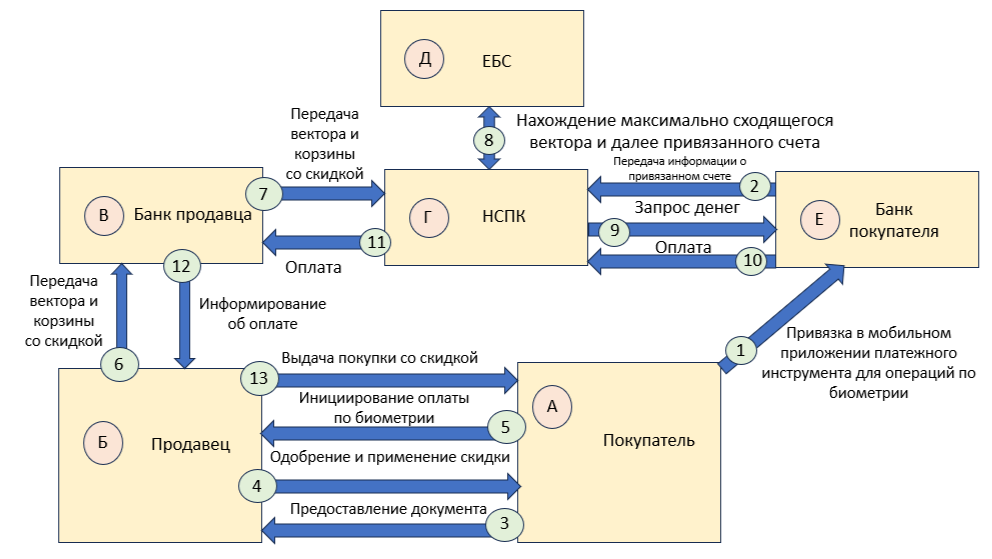 Д
ЕБС
8
Нахождение максимально сходящегося
вектора и далее привязанного счета
Передача
вектора и
корзины
со скидкой
7
В
Банк продавца
Г
НСПК
Передача информации о
привязанном счете
2
Запрос денег
9
Оплата
10
Е
Банк
покупателя
11
Оплата
12
Информирование
об оплате
Передача
вектора и
корзины
со скидкой
6
1
Привязка в мобильном
приложении платежного
инструмента для операций по
биометрии
Выдача покупки со скидкой
13
Инициирование оплаты
по биометрии
5
Одобрение и применение скидки
4
Предоставление документа
3
Б
Продавец
А
Покупатель